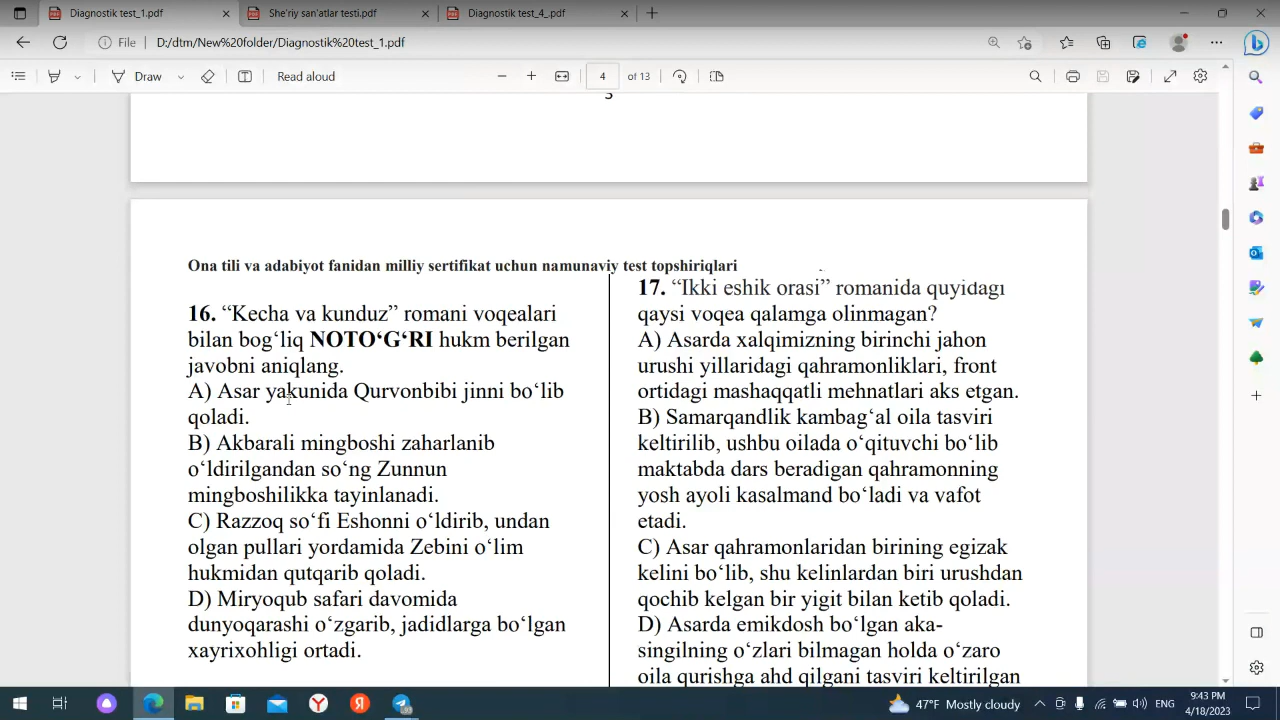 Diagnostik test_1.pdf
She'riy san'atlar testi.pdf
Diagnostik test_4_.pdf
File
D:/dtm/New%20folder/Diagnostik%20test_1.pdf
Draw
Read aloud
4
of 13
3
Ona tili va adabiyot fanidan milliy sertifikat uchun namunaviy test topshiriqlari
16. “Kecha va kunduz” romani voqealari
bilan bog‘liq NOTO‘G‘RI hukm berilgan
javobni aniqlang.
A) Asar yakunida Qurvonbibi jinni bo‘lib
qoladi.
B) Akbarali mingboshi zaharlanib
o‘ldirilgandan so‘ng Zunnun
mingboshilikka tayinlanadi.
C) Razzoq so‘fi Eshonni o‘ldirib, undan
olgan pullari yordamida Zebini o‘lim
hukmidan qutqarib qoladi.
D) Miryoqub safari davomida
dunyoqarashi o‘zgarib, jadidlarga bo‘lgan
xayrixohligi ortadi.
17. “Ikki eshik orasi” romanida quyidagi
qaysi voqea qalamga olinmagan?
A) Asarda xalqimizning birinchi jahon
urushi yillaridagi qahramonliklari, front
ortidagi mashaqqatli mehnatlari aks etgan.
B) Samarqandlik kambag‘al oila tasviri
keltirilib, ushbu oilada o‘qituvchi bo‘lib
maktabda dars beradigan qahramonning
yosh ayoli kasalmand bo‘ladi va vafot
etadi.
C) Asar qahramonlaridan birining egizak
kelini bo‘lib, shu kelinlardan biri urushdan
qochib kelgan bir yigit bilan ketib qoladi.
D) Asarda emikdosh bo‘lgan aka-
singilning o‘zlari bilmagan holda o‘zaro
oila qurishga ahd qilgani tasviri keltirilgan
47°F Mostly cloudy
ENG
9:43 PM
4/18/2023